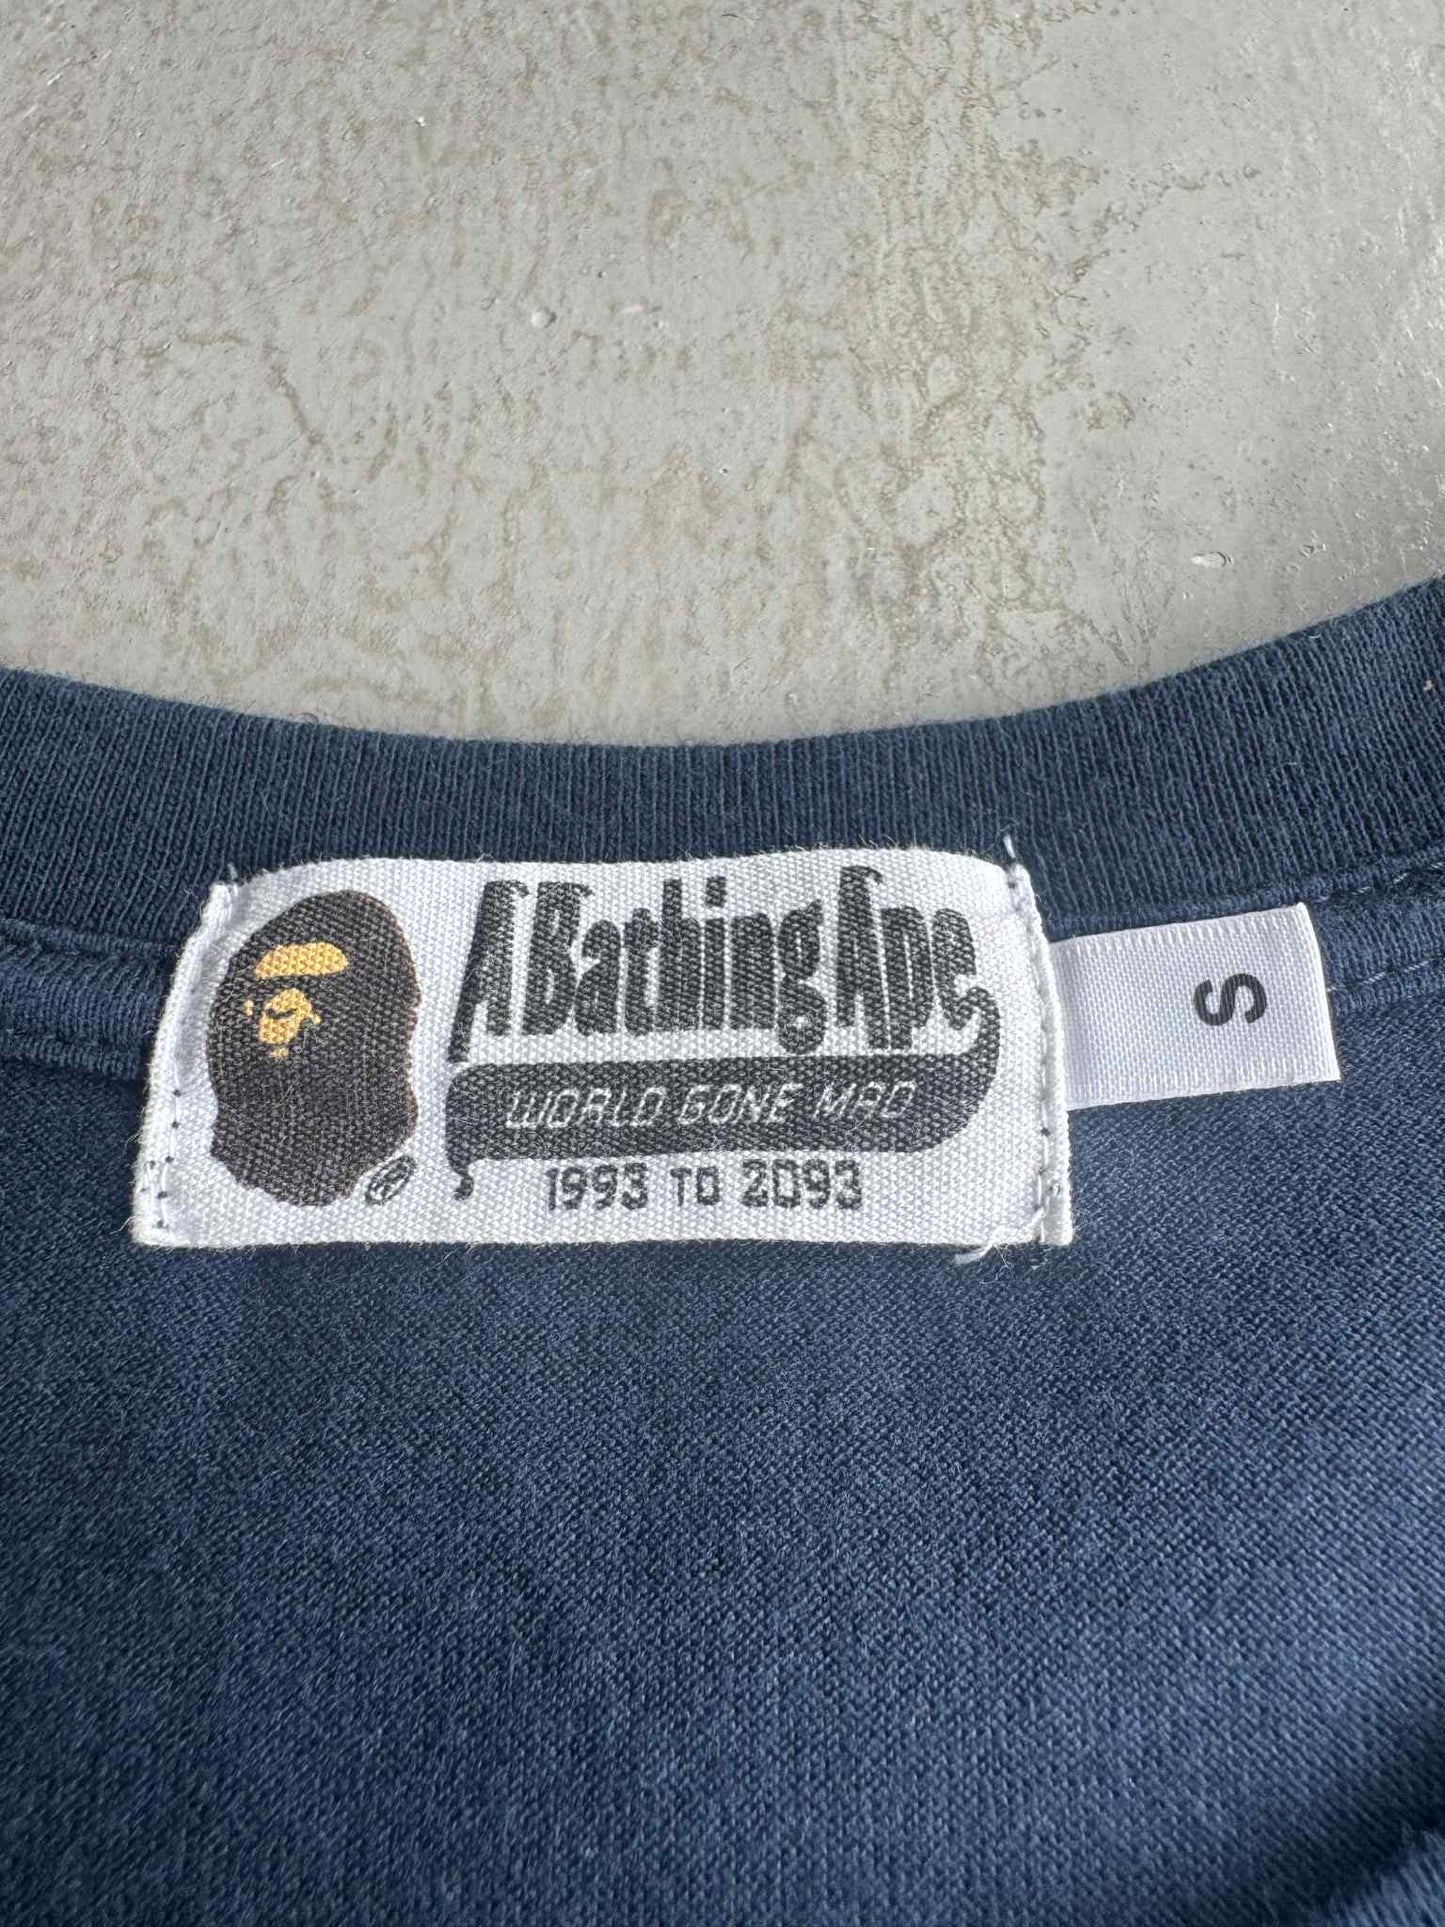 A Bathing Ape
WORLD GONE MAD
1993 TO 2093
®
S